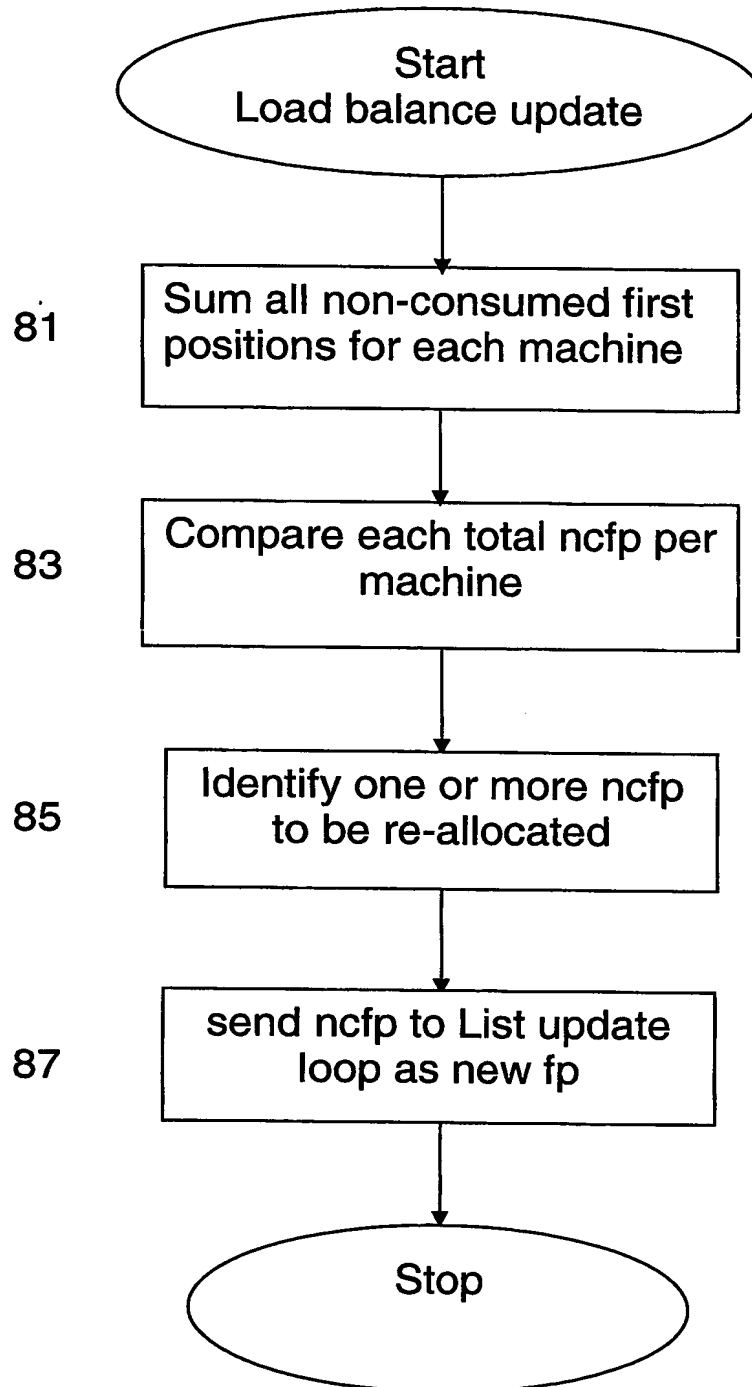 Start
Load balance update
81
Sum all non-consumed first
positions for each machine
83
Compare each total ncfp per
machine
85
Identify one or more ncfp
to be re-allocated
87
send ncfp to List update
loop as new fp
Stop